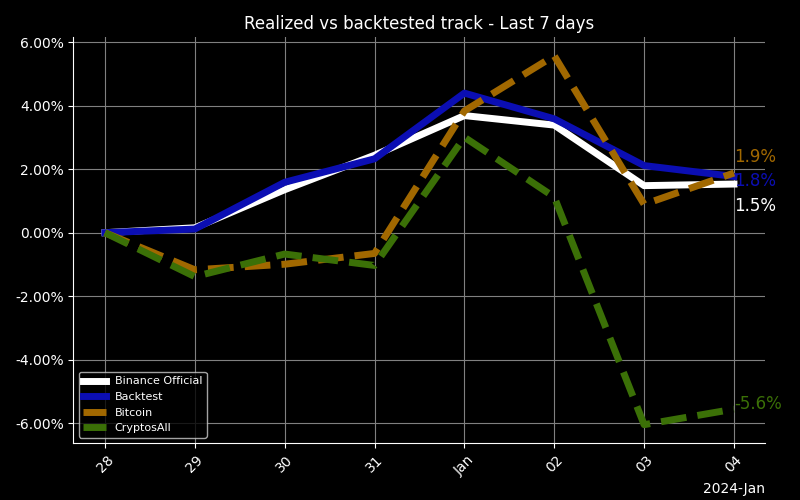 Realized vs backtested track - Last 7 days
6.00%
4.00%
2.00%
0.00%
-2.00%
-4.00%
-6.00%
1.9%
1.8%
1.5%
-5.6%
Binance Official
Backtest
Bitcoin
CryptosAll
28
29
30
31
Jan
02
03
04
2024-Jan